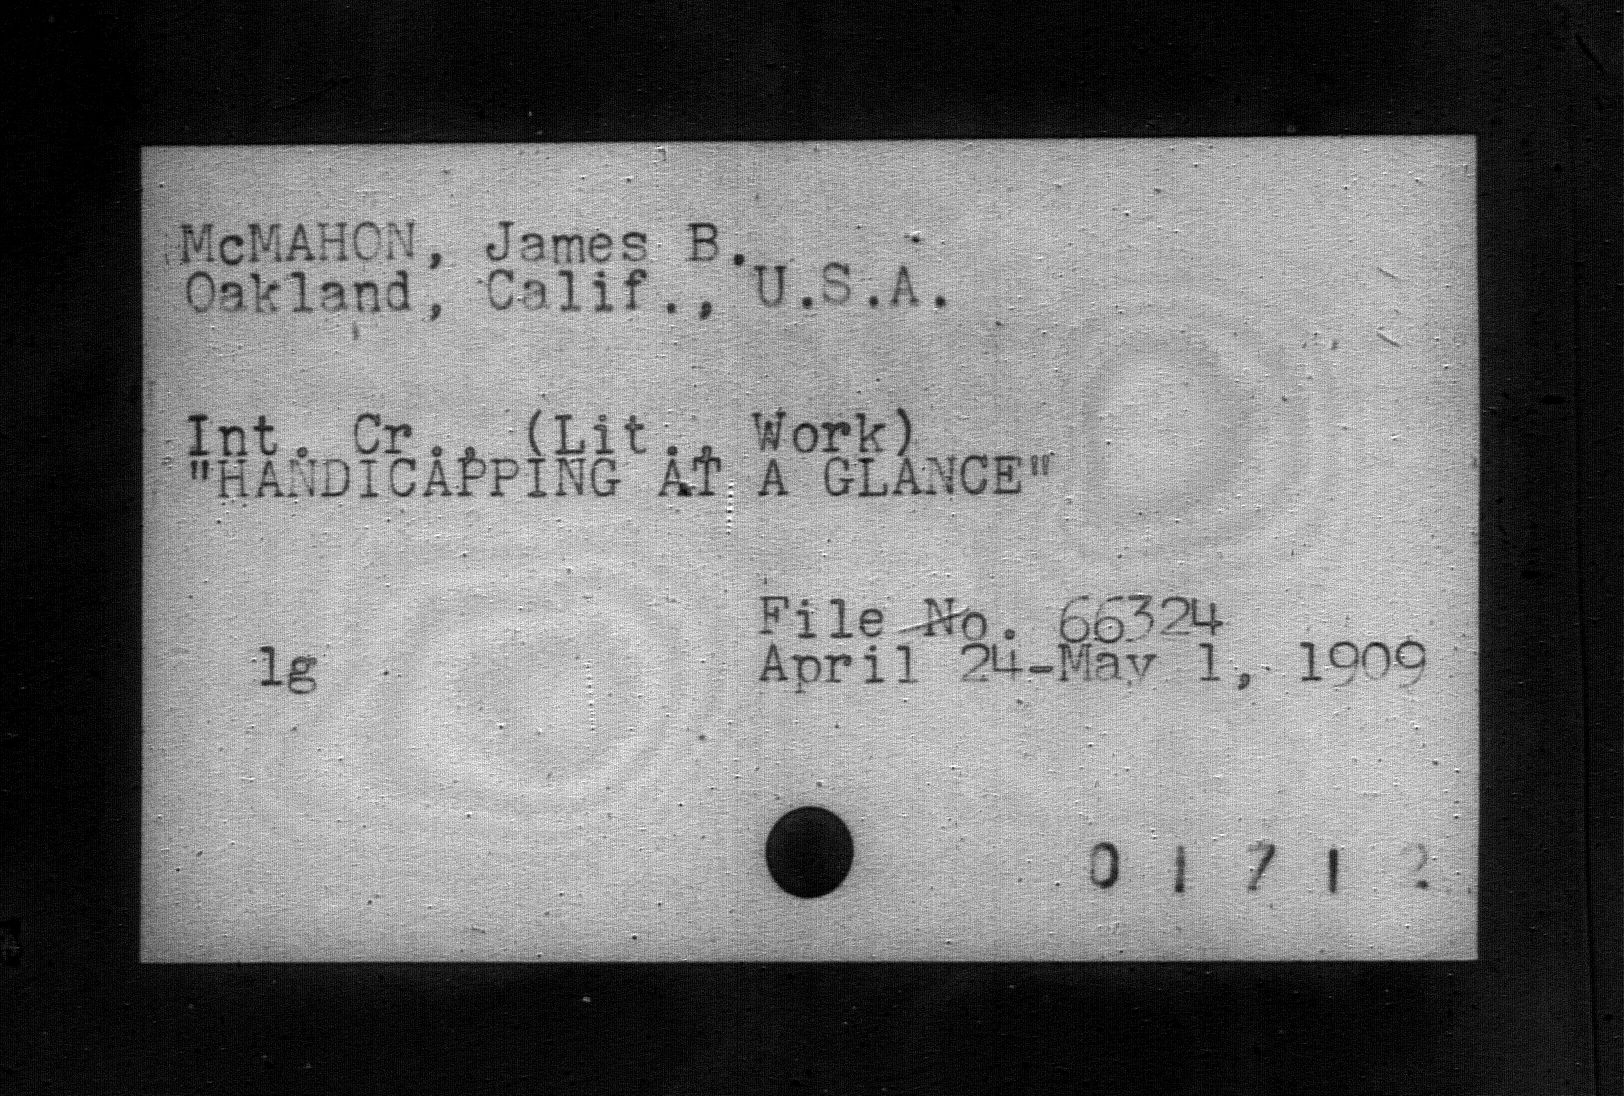 McMAHON, James B.
Oakland, Calif., U.S.A.
Int. Cr., (Lit., Work)
"HANDICAPPING AT A GLANCE"
File No. 66324
lg
April 24-May 1, 1909